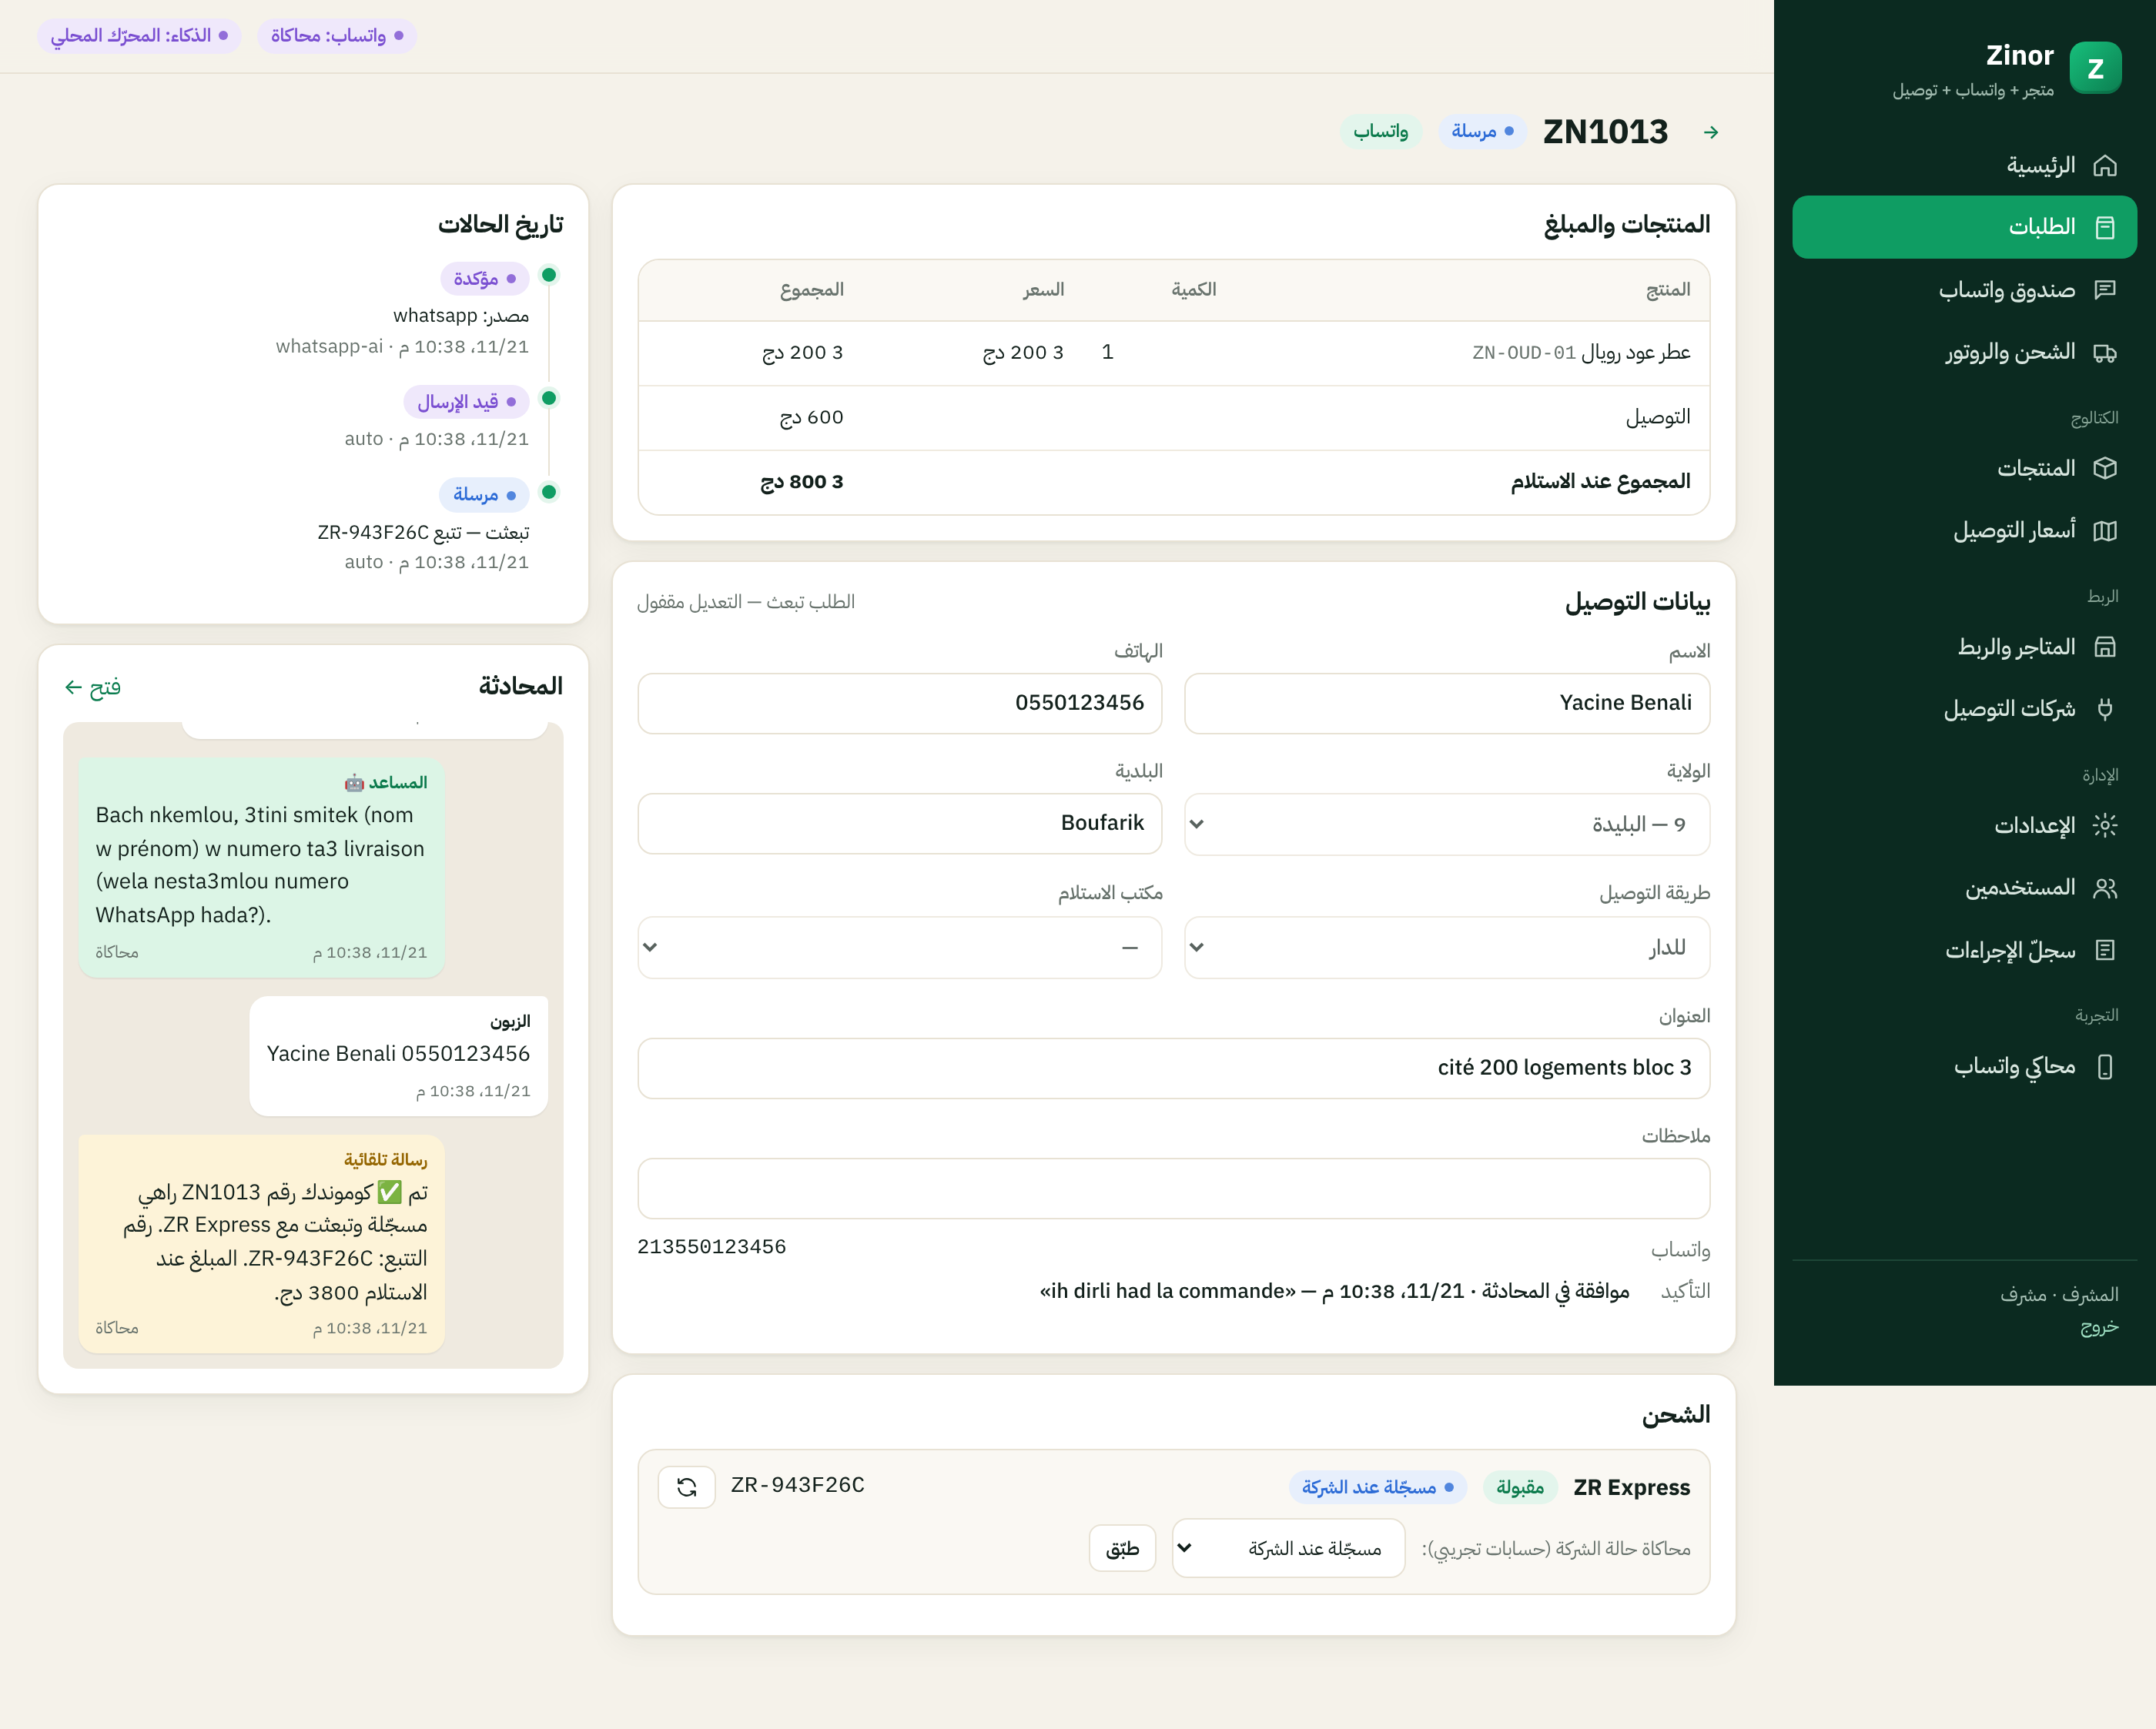 Z
Zinor
متجر + واتساب + توصيل
الرئيسية
الطلبات
صندوق واتساب
الشحن والروتور
الكتالوج
المنتجات
أسعار التوصيل
الربط
المتاجر والربط
شركات التوصيل
الإدارة
الإعدادات
المستخدمين
سجلّ الإجراءات
التجربة
محاكي واتساب
المشرف · مشرف
خروج
واتساب: محاكاة
الذكاء: المحرّك المحلي
→ ZN1013 مرسلة واتساب
المنتجات والمبلغ
المنتج الكمية السعر المجموع
عطر عود رويال ZN-OUD-01 1 3 200 دج 3 200 دج
التوصيل 600 دج
المجموع عند الاستلام 3 800 دج
بيانات التوصيل
الطلب تبعث — التعديل مقفول
الاسم الهاتف
Yacine Benali 0550123456
الولاية البلدية
9 — البليدة Boufarik
طريقة التوصيل مكتب الاستلام
للدار —
العنوان
cité 200 logements bloc 3
ملاحظات
واتساب 213550123456
التأكيد موافقة في المحادثة · 11/21، 10:38 م — «ih dirli had la commande»
الشحن
ZR Express مقبولة مسجّلة عند الشركة ZR-943F26C
محاكاة حالة الشركة (حسابات تجريبي): مسجّلة عند الشركة طبّق
تاريخ الحالات
مؤكدة
مصدر: whatsapp
11/21، 10:38 م · whatsapp-ai
قيد الإرسال
11/21، 10:38 م · auto
مرسلة
تبعثت — تتبع ZR-943F26C
11/21، 10:38 م · auto
المحادثة
فتح ←
المساعد 🤖
Bach nkemlou, 3tini smitek (nom
w prénom) w numero ta3 livraison
(wela nesta3mlou numero
WhatsApp hada?).
11/21، 10:38 م محاكاة
الزبون
Yacine Benali 0550123456
11/21، 10:38 م
رسالة تلقائية
تم ✅ كوموندك رقم ZN1013 راهي
مسجّلة وتبعثت مع ZR Express. رقم
التتبع: ZR-943F26C. المبلغ عند
الاستلام 3800 دج.
11/21، 10:38 م محاكاة